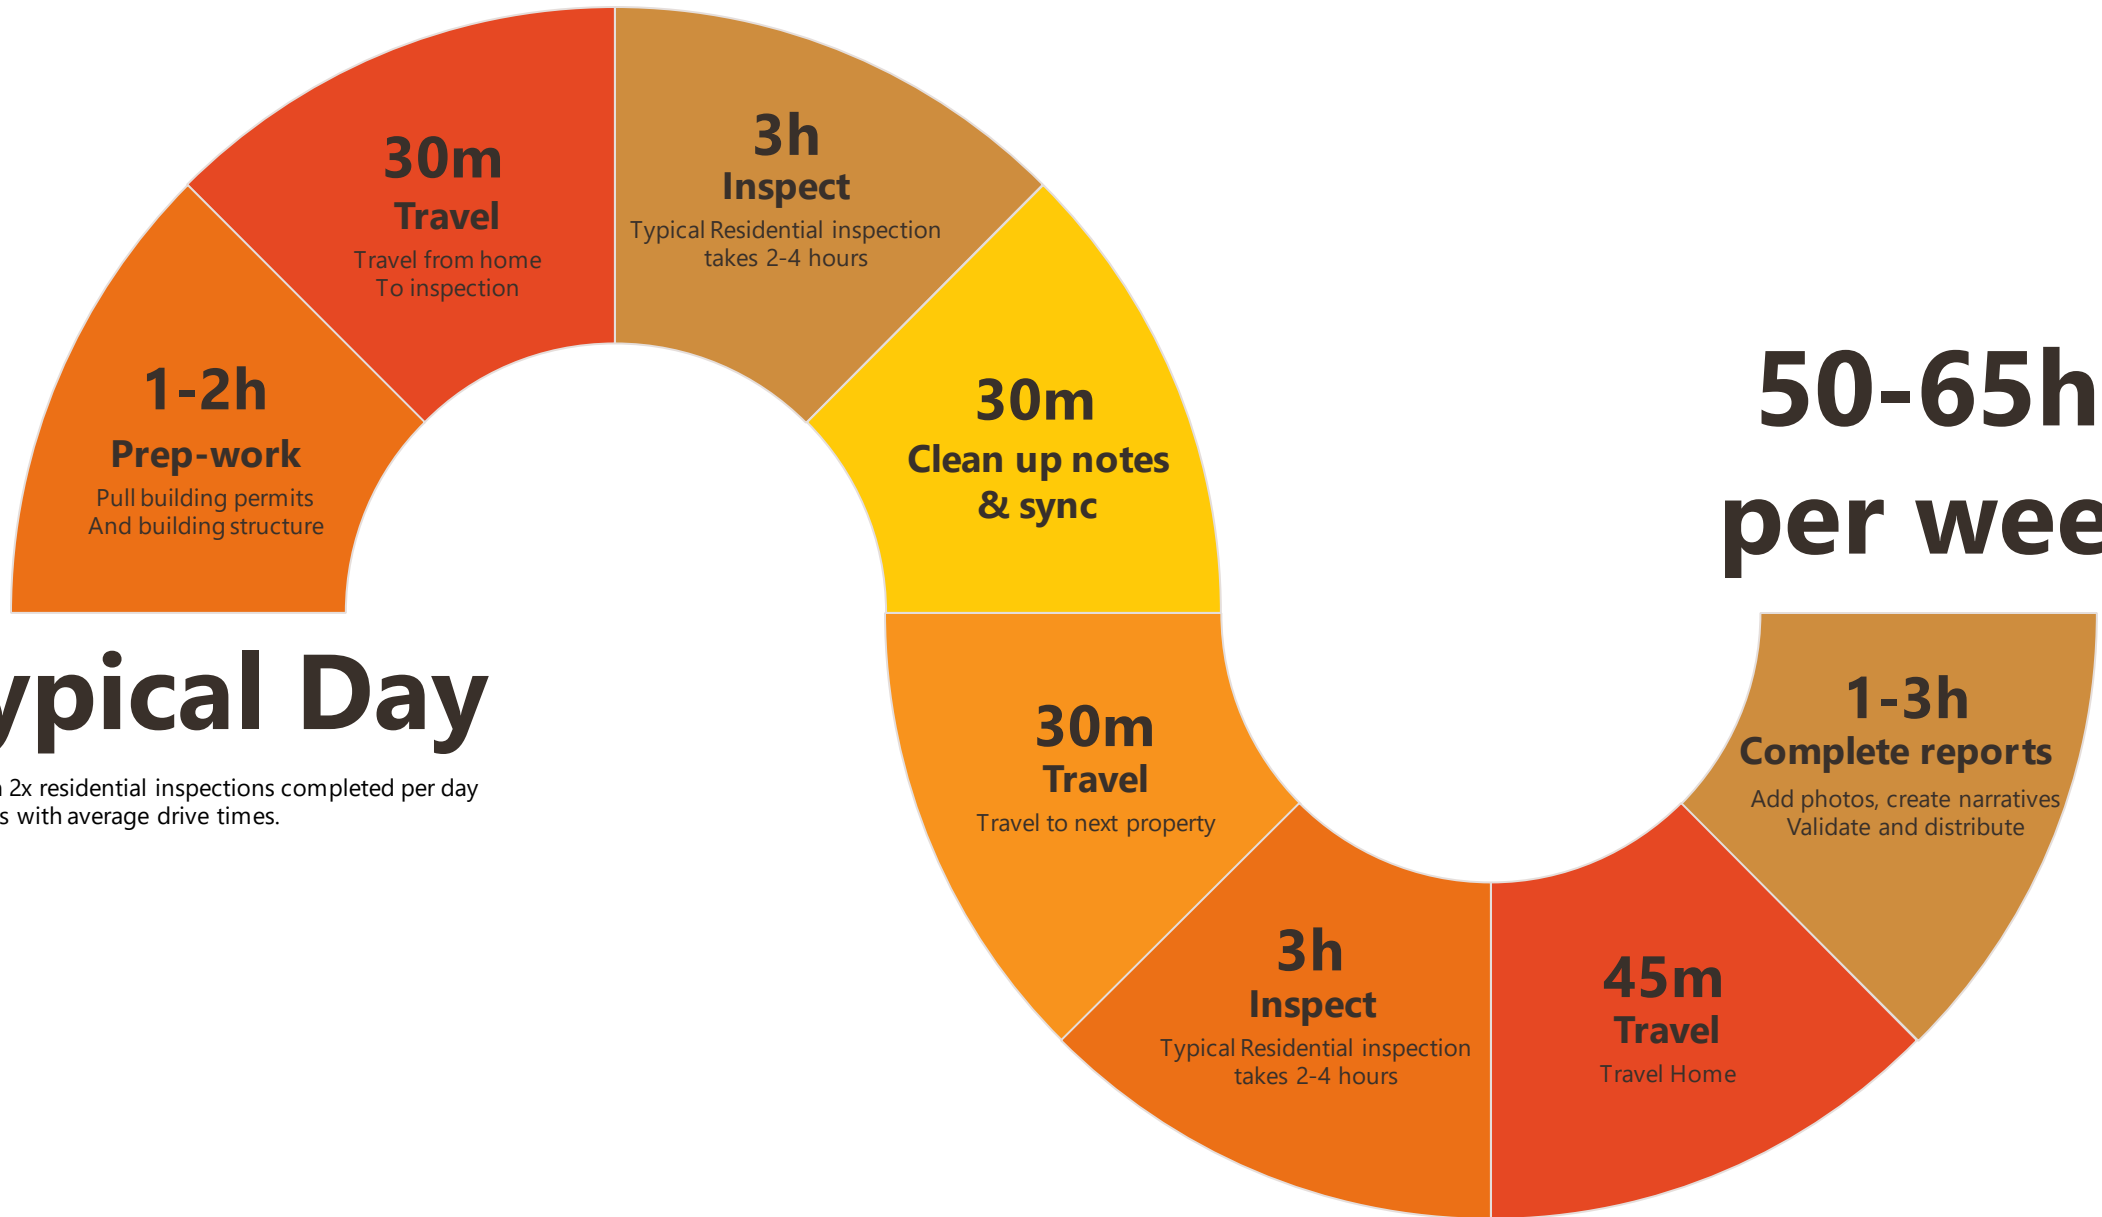 1-2h
Prep-work
Pull building permits
And building structure
30m
Travel
Travel from home
To inspection
3h
Inspect
Typical Residential inspection
takes 2-4 hours
30m
Clean up notes
& sync
30m
Travel
Travel to next property
3h
Inspect
Typical Residential inspection
takes 2-4 hours
45m
Travel
Travel Home
1-3h
Complete reports
Add photos, create narratives
Validate and distribute
50-65h
per wee
ypical Day
2x residential inspections completed per day
s with average drive times.